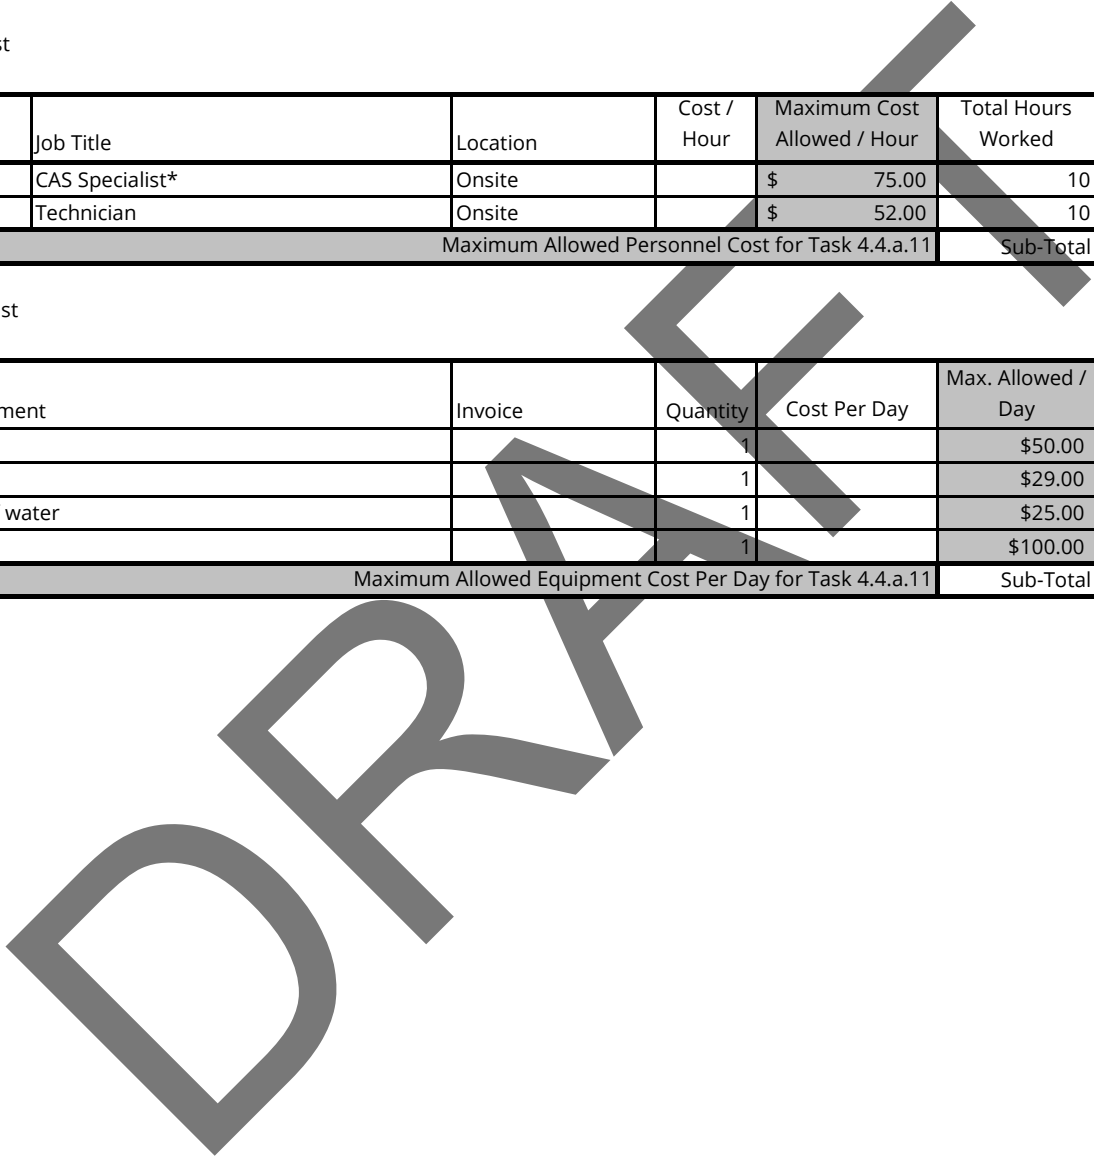 st
Cost / Maximum Cost Total Hours
Job Title Location Hour Allowed / Hour Worked
CAS Specialist* Onsite $ 75.00 10
Technician Onsite $ 52.00 10
Maximum Allowed Personnel Cost for Task 4.4.a.11 Sub-Total
st
Max. Allowed /
ment Invoice Quantity Cost Per Day Day
1 $50.00
1 $29.00
water 1 $25.00
1 $100.00
Maximum Allowed Equipment Cost Per Day for Task 4.4.a.11 Sub-Total
DRAFT